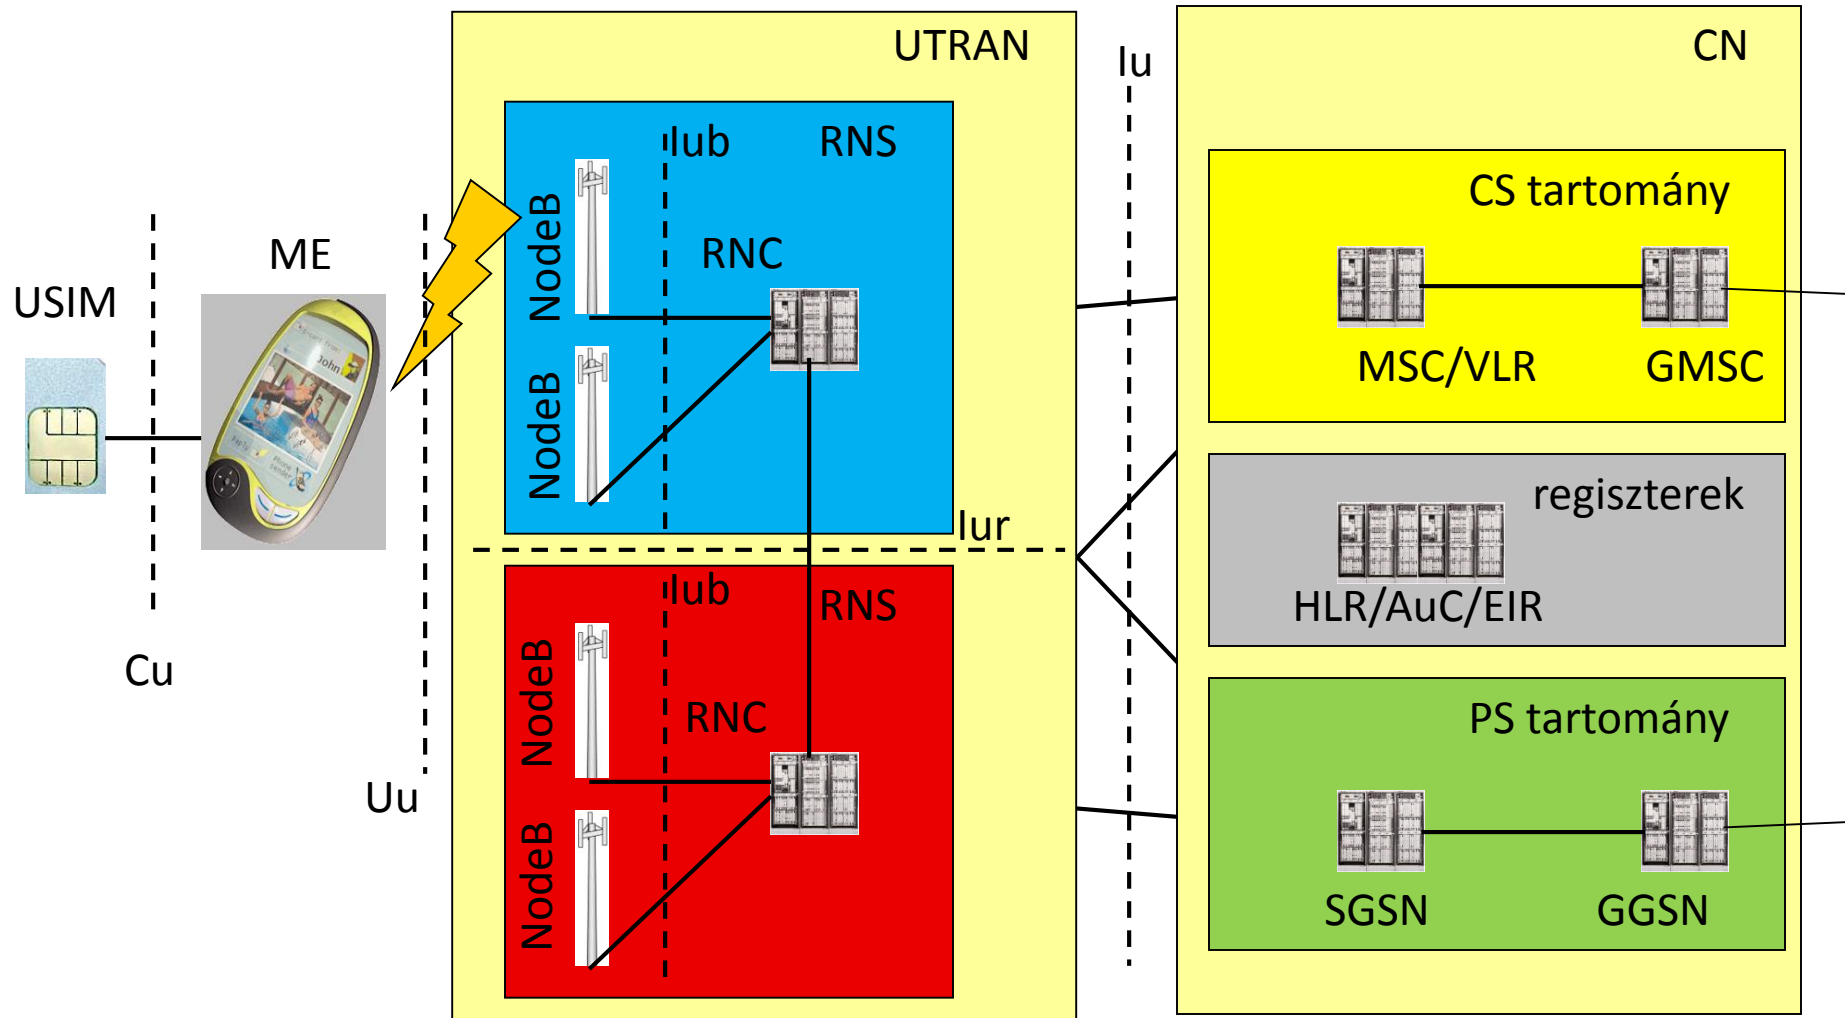 USIM
ME
Cu
Uu
UTRAN
Iub
RNS
NodeB
RNC
NodeB
Iur
Iub
RNS
NodeB
RNC
NodeB
Iu
CN
CS tartomány
MSC/VLR
GMSC
regiszterek
HLR/AuC/EIR
PS tartomány
SGSN
GGSN
John